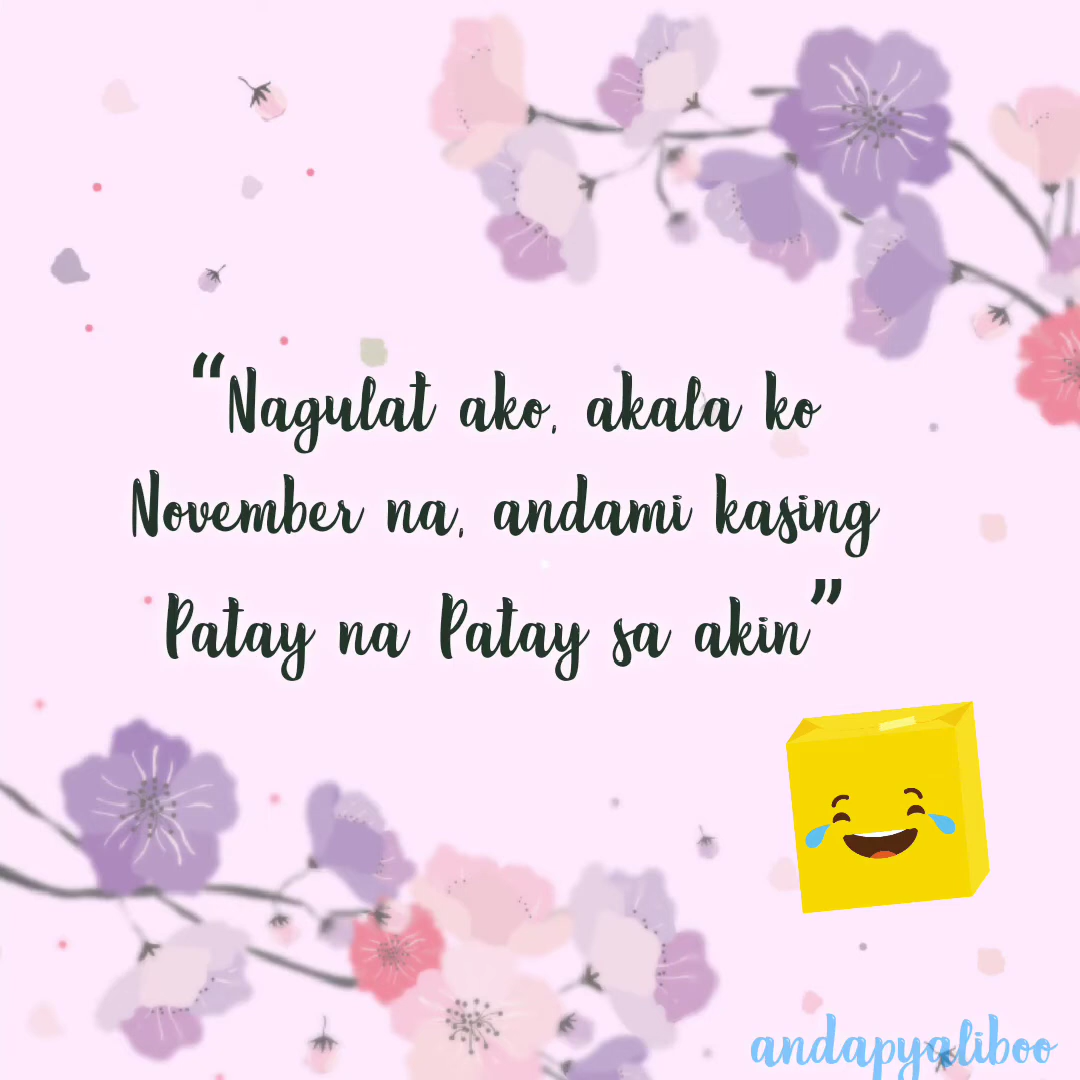 “Nagulat ako, akala ko
November na, andami kasing
Patay na Patay sa akin”
andapyaliboo